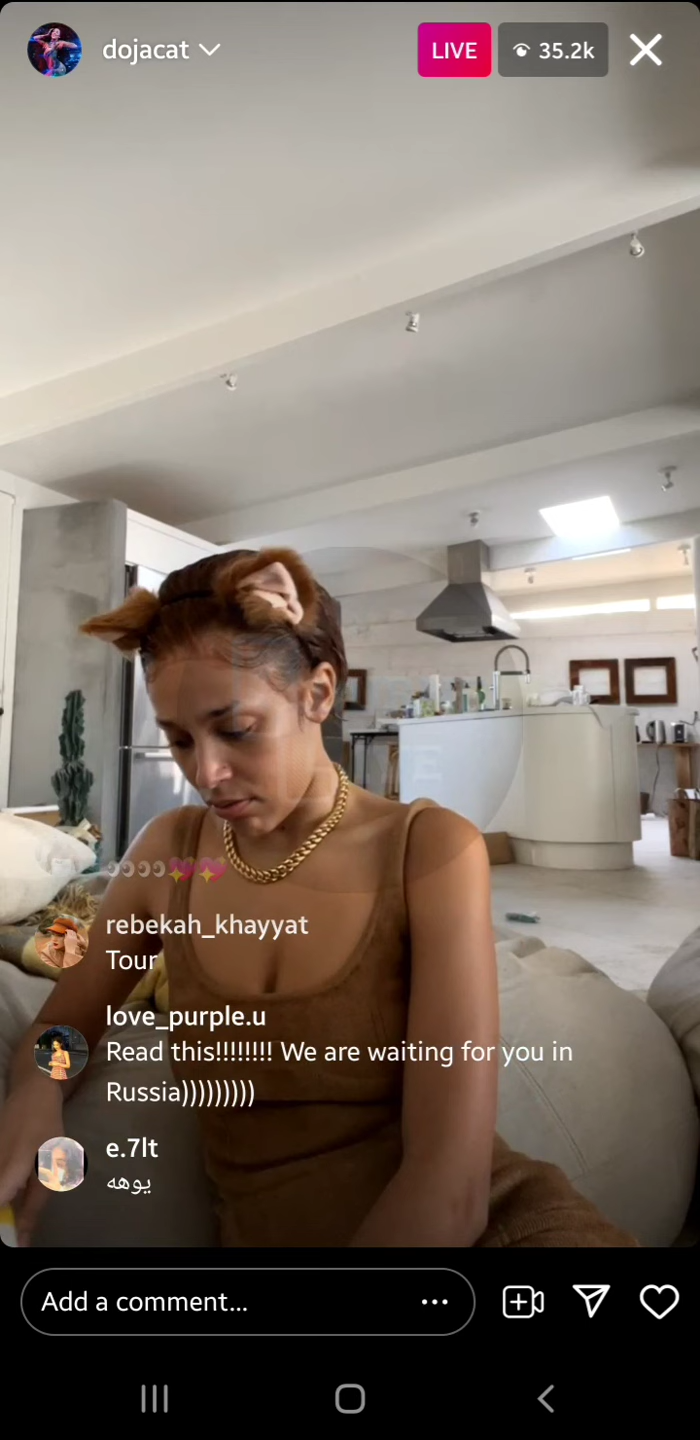 dojacat
LIVE
35.2k
👀👀👀💖💖
rebekah_khayyat
Tour
love_purple.u
Read this!!!!!!!! We are waiting for you in
Russia)))))))))
e.7lt
يوهه
Add a comment...